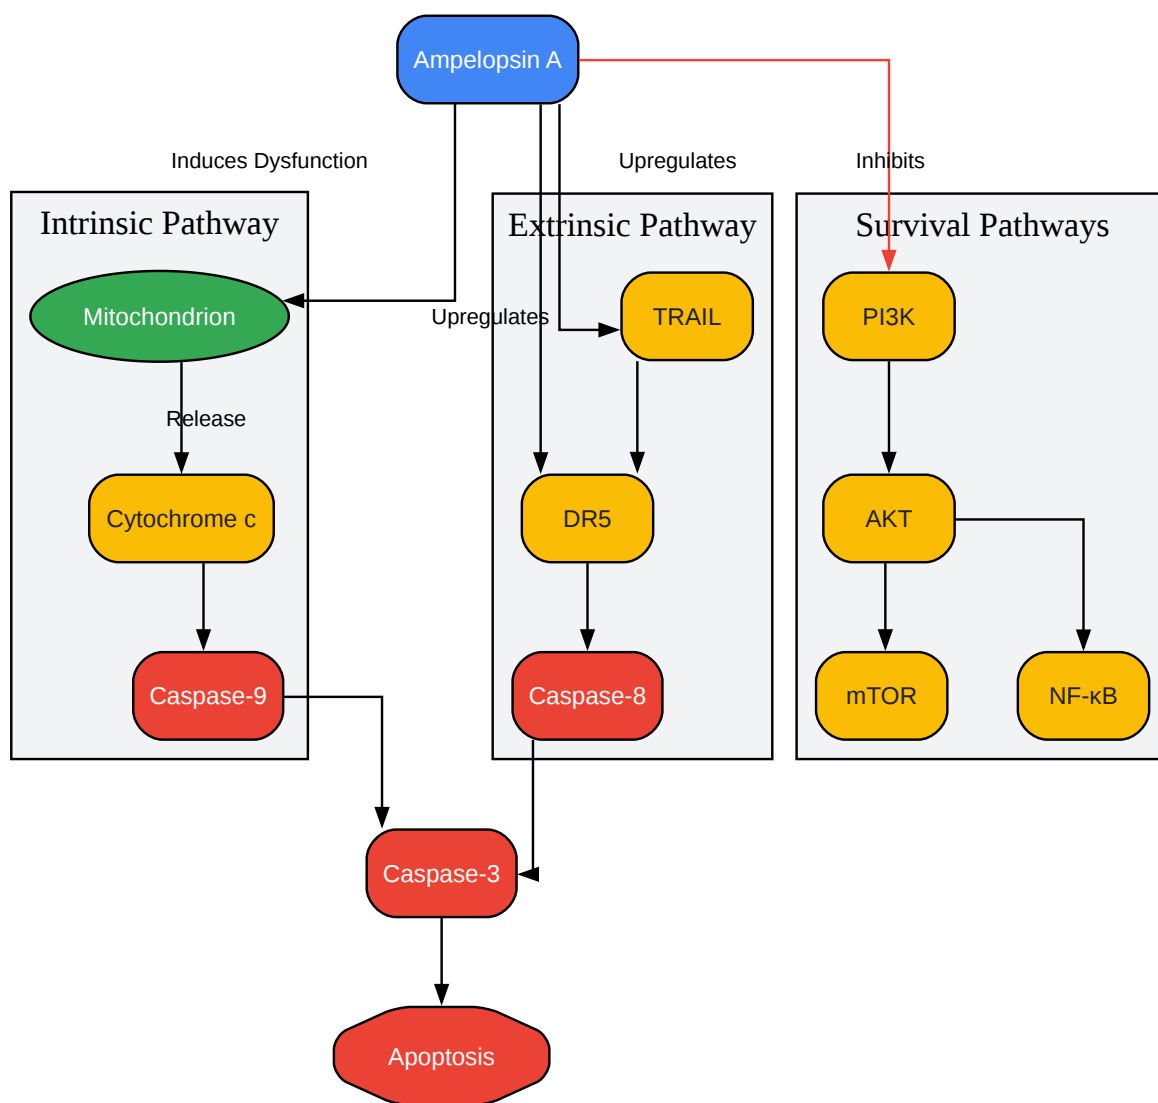 Ampelopsin A
Induces Dysfunction
Upregulates
Inhibits
Intrinsic Pathway
Extrinsic Pathway
Survival Pathways
Mitochondrion
Upregulates
TRAIL
PI3K
Release
Cytochrome c
DR5
AKT
Caspase-9
Caspase-8
mTOR
NF-κB
Caspase-3
Apoptosis